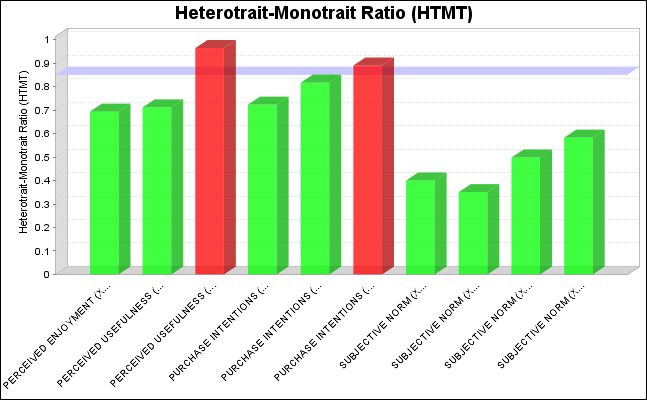 Heterotrait-Monotrait Ratio (HTMT)
Heterotrait-Monotrait Ratio (HTMT)
1
0.9
0.8
0.7
0.6
0.5
0.4
0.3
0.2
0.1
0
PERCEIVED ENJOYMENT (X...
PERCEIVED USEFULNESS (...
PERCEIVED USEFULNESS (...
PURCHASE INTENTIONS (...
PURCHASE INTENTIONS (...
PURCHASE INTENTIONS (...
SUBJECTIVE NORM (X...
SUBJECTIVE NORM (X...
SUBJECTIVE NORM (X...
SUBJECTIVE NORM (X...